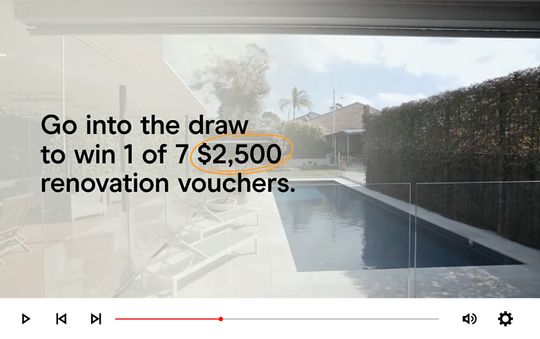 Go into the draw
to win 1 of 7 $2,500
renovation vouchers.